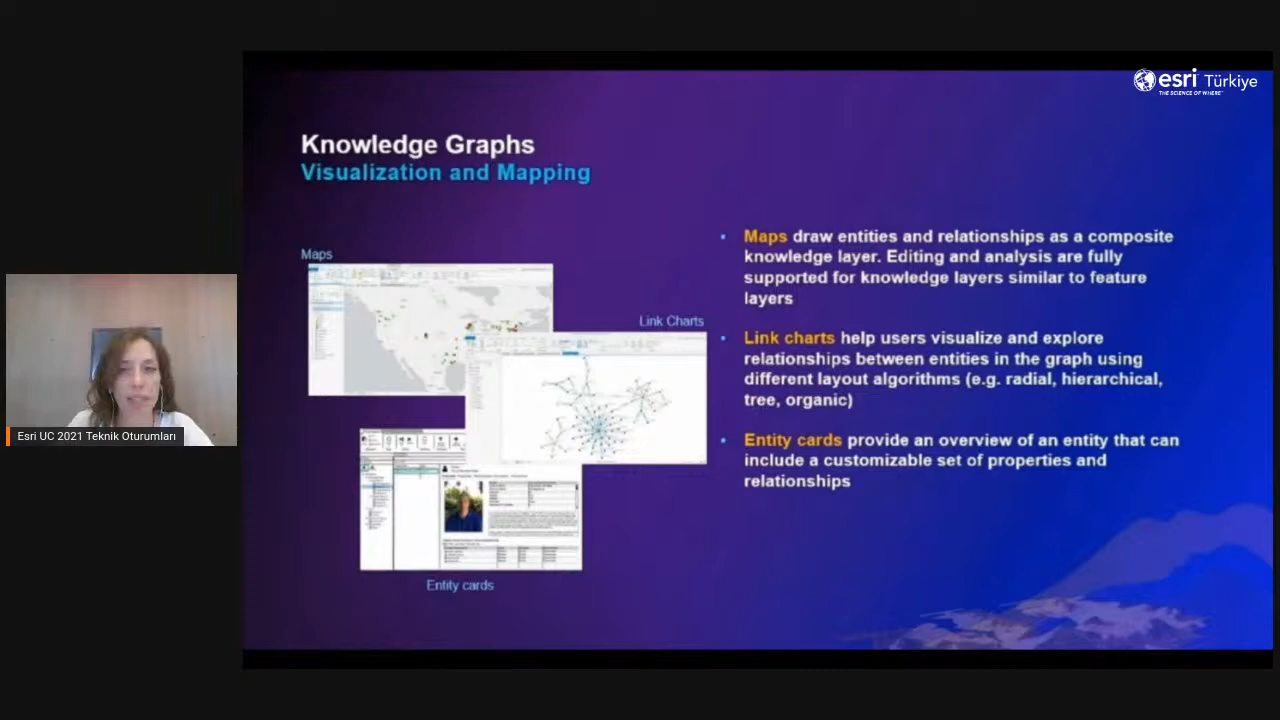 esri Türkiye
THE SCIENCE OF WHERE
Knowledge Graphs
Visualization and Mapping
Maps
Link Charts
Entity cards
• Maps draw entities and relationships as a composite
knowledge layer. Editing and analysis are fully
supported for knowledge layers similar to feature
layers
• Link charts help users visualize and explore
relationships between entities in the graph using
different layout algorithms (e.g. radial, hierarchical,
tree, organic)
• Entity cards provide an overview of an entity that can
include a customizable set of properties and
relationships
Esri UC 2021 Teknik Oturumları